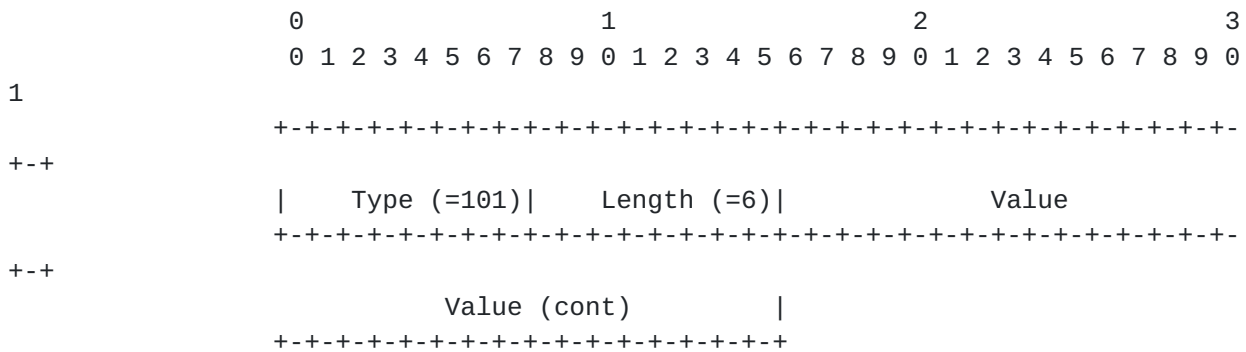 0                   1                   2                   3
0 1 2 3 4 5 6 7 8 9 0 1 2 3 4 5 6 7 8 9 0 1 2 3 4 5 6 7 8 9 0
1
+-+-+-+-+-+-+-+-+-+-+-+-+-+-+-+-+-+-+-+-+-+-+-+-+-+-+-+-+-+-+-
+-+
|    Type (=101)|    Length (=6)|             Value
+-+-+-+-+-+-+-+-+-+-+-+-+-+-+-+-+-+-+-+-+-+-+-+-+-+-+-+-+-+-+-
+-+
Value (cont)         |
+-+-+-+-+-+-+-+-+-+-+-+-+-+-+-+-+